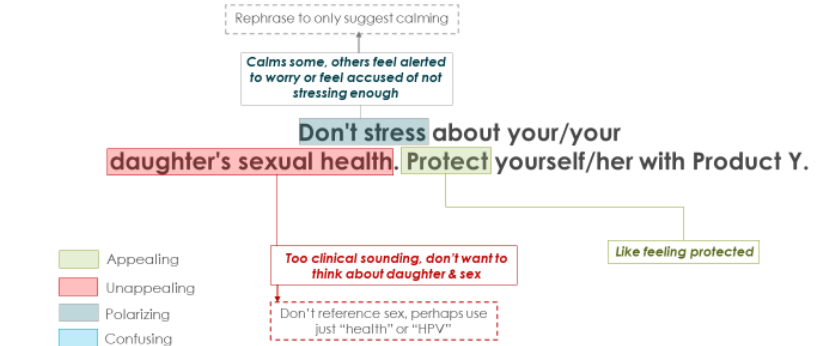 Rephrase to only suggest calming
Calms some, others feel alerted
to worry or feel accused of not
stressing enough
Don't stress about your/your
daughter's sexual health. Protect yourself/her with Product Y.
Too clinical sounding, don't want to
think about daughter & sex
Like feeling protected
Don't reference sex, perhaps use
just "health" or "HPV"
Appealing
Unappealing
Polarizing
Confusing